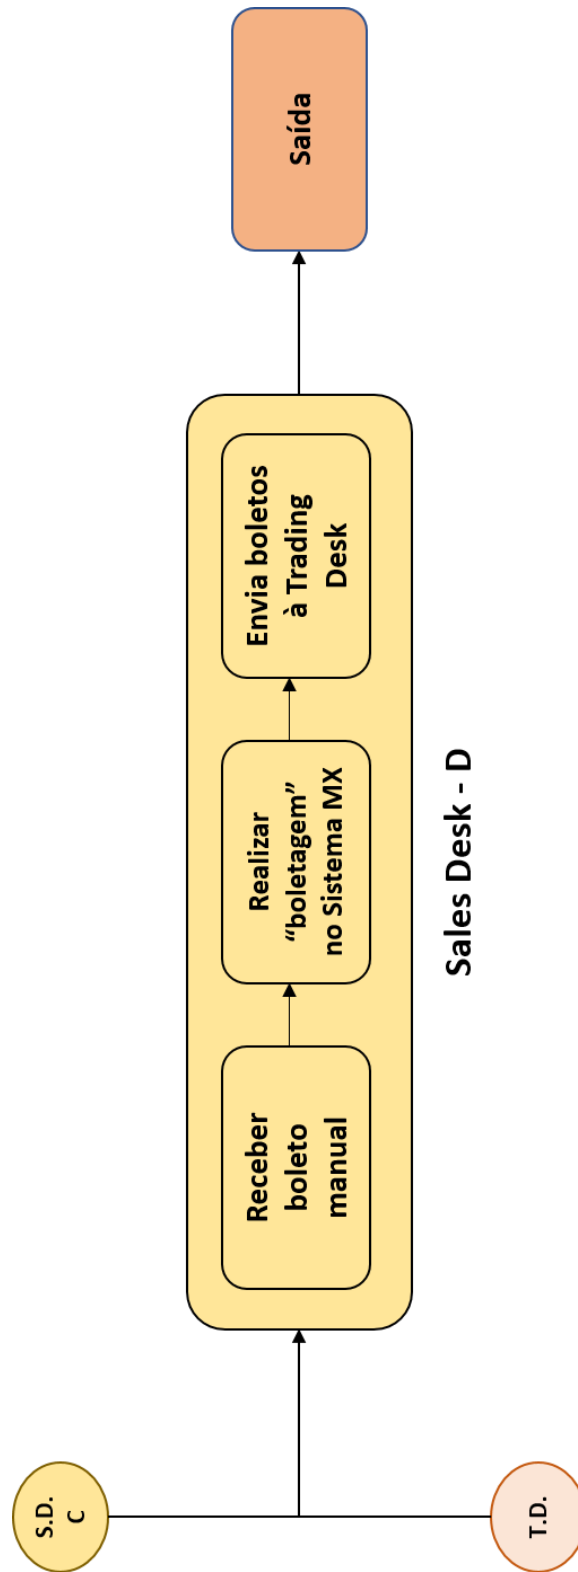 S.D.
C
T.D.
Receber
boleto
manual
Realizar
“boletagem”
no Sistema MX
Envia boletos
à Trading
Desk
Sales Desk - D
Saída